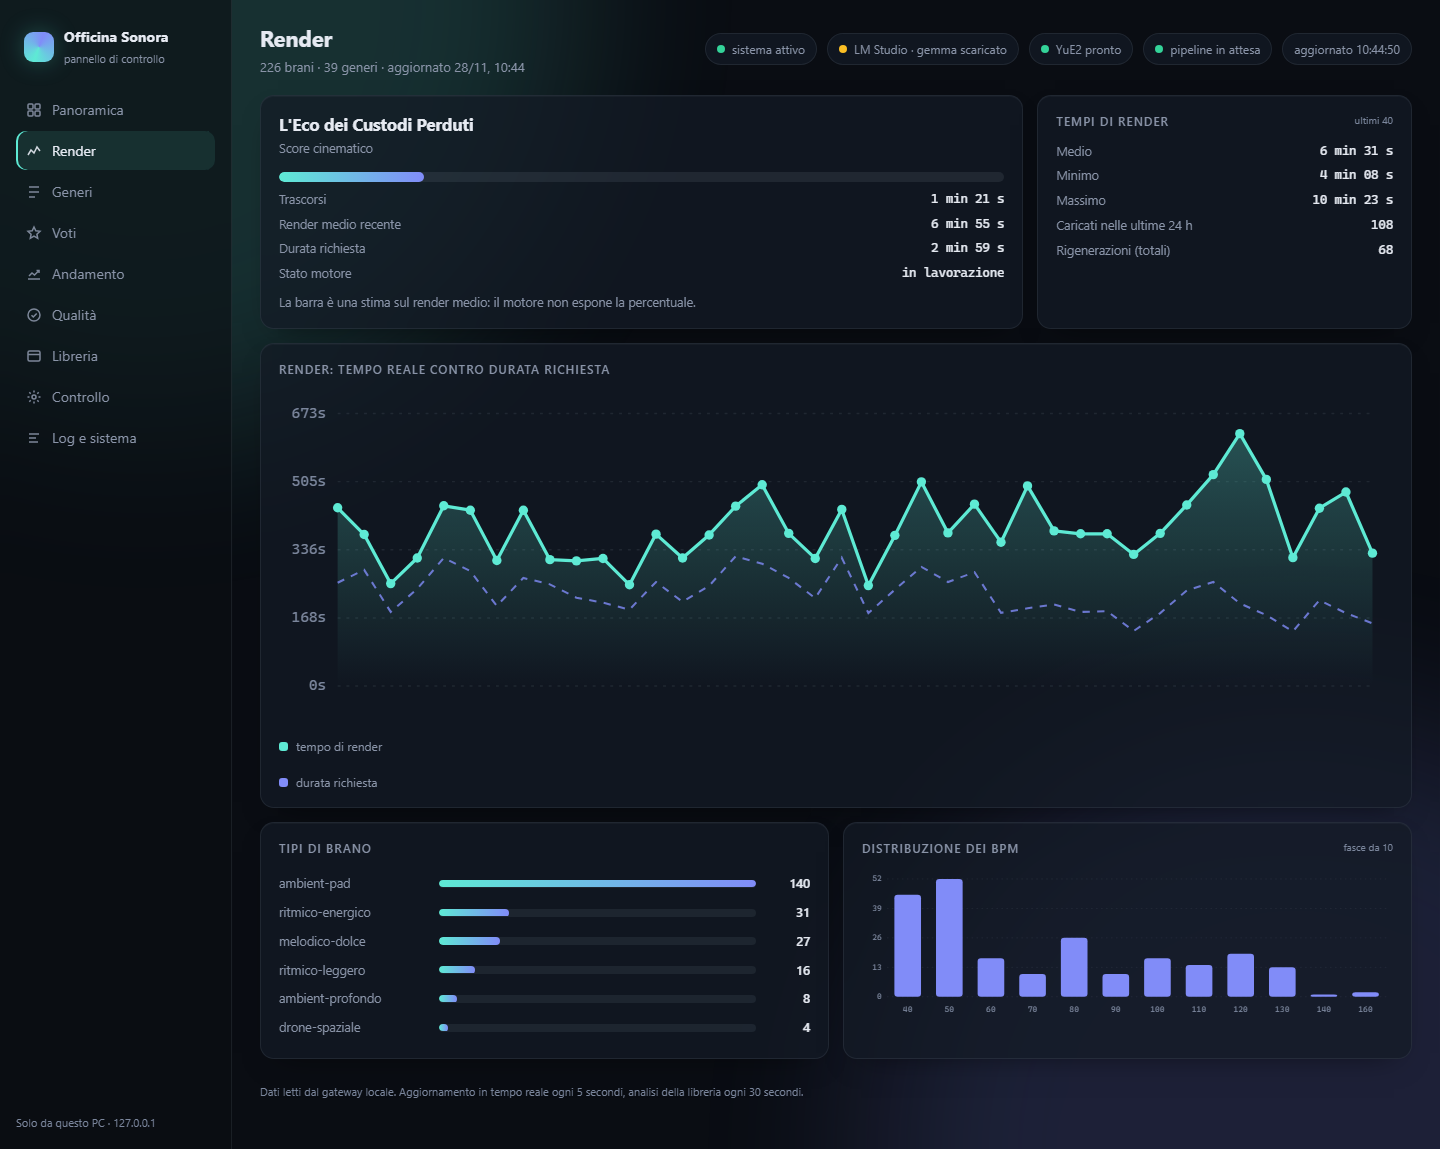 Officina Sonora
pannello di controllo
Panoramica
Render
Generi
Voti
Andamento
Qualità
Libreria
Controllo
Log e sistema
Solo da questo PC · 127.0.0.1
Render
226 brani · 39 generi · aggiornato 28/11, 10:44
sistema attivo
LM Studio · gemma scaricato
YuE2 pronto
pipeline in attesa
aggiornato 10:44:50
L'Eco dei Custodi Perduti
Score cinematico
Trascorsi 1 min 21 s
Render medio recente 6 min 55 s
Durata richiesta 2 min 59 s
Stato motore in lavorazione
La barra è una stima sul render medio: il motore non espone la percentuale.
TEMPI DI RENDER ultimi 40
Medio 6 min 31 s
Minimo 4 min 08 s
Massimo 10 min 23 s
Caricati nelle ultime 24 h 108
Rigenerazioni (totali) 68
RENDER: TEMPO REALE CONTRO DURATA RICHIESTA
673s
505s
336s
168s
0s
tempo di render
durata richiesta
TIPI DI BRANO
ambient-pad 140
ritmico-energico 31
melodico-dolce 27
ritmico-leggero 16
ambient-profondo 8
drone-spaziale 4
DISTRIBUZIONE DEI BPM fasce da 10
52
39
26
13
0
40 50 60 70 80 90 100 110 120 130 140 160
Dati letti dal gateway locale. Aggiornamento in tempo reale ogni 5 secondi, analisi della libreria ogni 30 secondi.